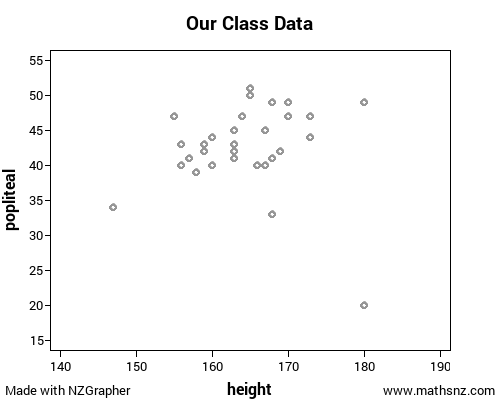 Our Class Data
popliteal
55
50
45
40
35
30
25
20
15
140 150 160 170 180 190
height
Made with NZGrapher
www.mathsnz.com